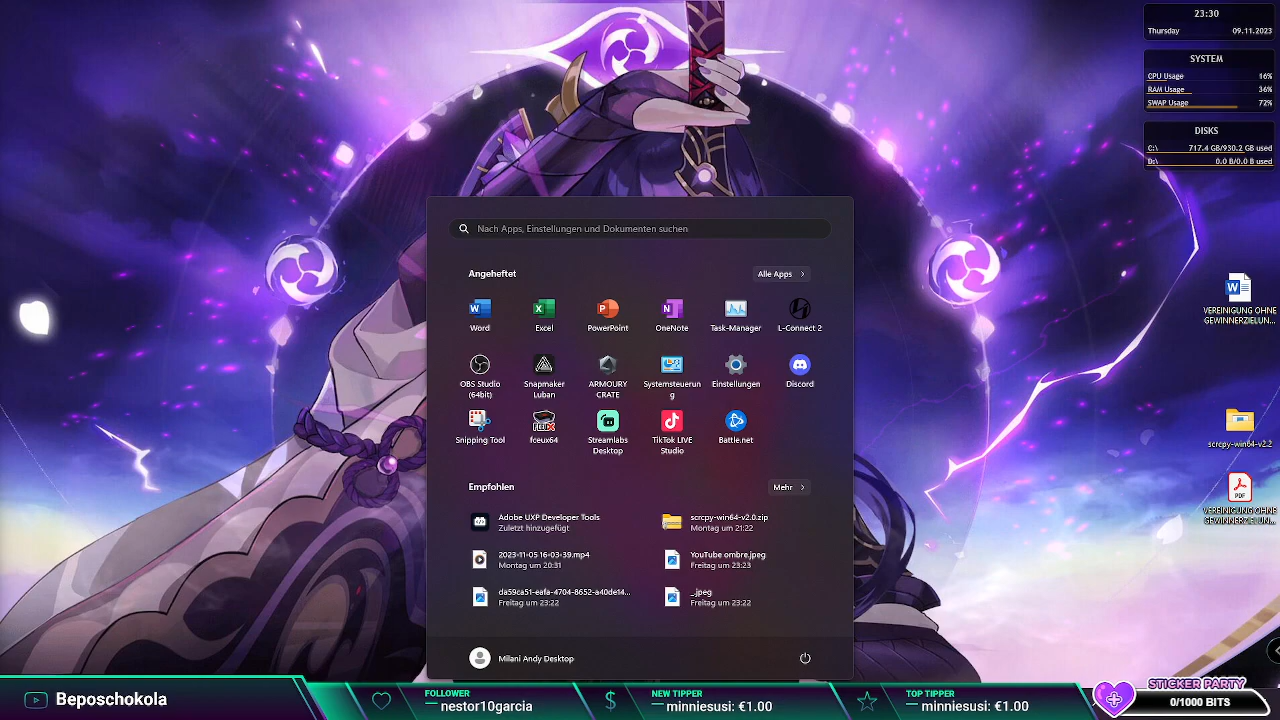 23:30
Thursday 09.11.2023
SYSTEM
CPU Usage 16%
RAM Usage 36%
SWAP Usage 72%
DISKS
C:\ 717.4 GB/930.2 GB used
D:\ 0.0 B/0.0 B used
Nach Apps, Einstellungen und Dokumenten suchen
Angeheftet
Alle Apps
Word
Excel
PowerPoint
OneNote
Task-Manager
L-Connect 2
OBS Studio
(64bit)
Snapmaker
Luban
ARMOURY
CRATE
Systemsteuerun
g
Einstellungen
Discord
Snipping Tool
fceux64
Streamlabs
Desktop
TikTok LIVE
Studio
Battle.net
Empfohlen
Mehr
Adobe UXP Developer Tools
Zuletzt hinzugefügt
scrcpy-win64-v2.0.zip
Montag um 21:22
2023-11-05 16-03-39.mp4
Montag um 20:31
YouTube ombre.jpeg
Freitag um 23:23
da59ca51-eafa-4704-8652-a40de14...
Freitag um 23:22
_.jpeg
Freitag um 23:22
Milani Andy Desktop
VEREINIGUNG OHNE
GEWINNERZIELUN...
scrcpy-win64-v2.2
PDF
VEREINIGUNG OHNE
GEWINNERZIELUN...
Beposchokola
FOLLOWER
nestor10garcia
NEW TIPPER
minniesusi: €1.00
TOP TIPPER
minniesusi: €1.00
STICKER PARTY
0/1000 BITS